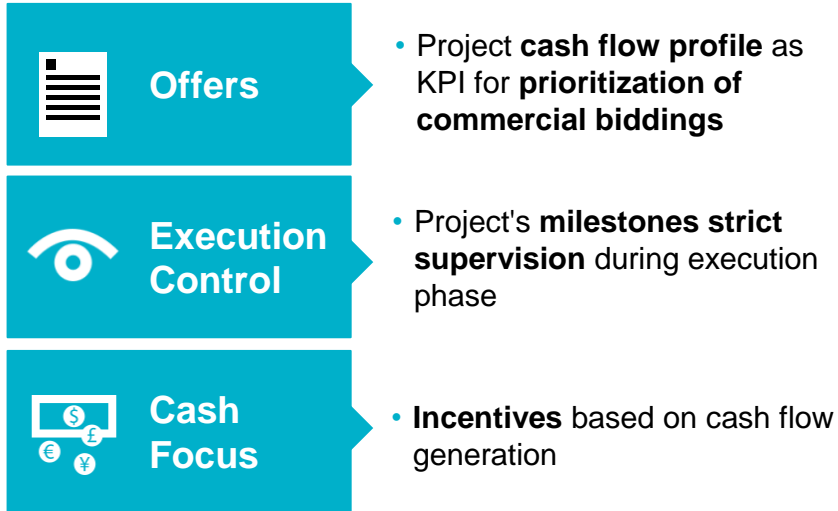 Offers
• Project cash flow profile as
KPI for prioritization of
commercial biddings
Execution
Control
• Project's milestones strict
supervision during execution
phase
$
£
€
¥
Cash
Focus
• Incentives based on cash flow
generation